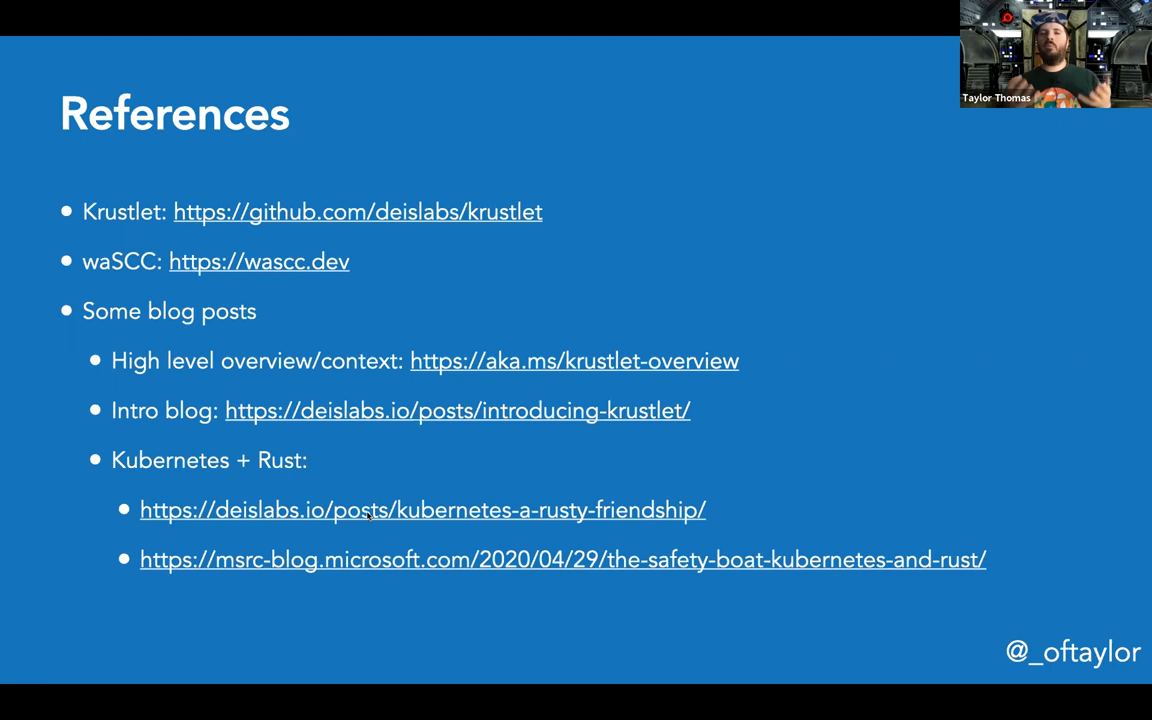 Taylor Thomas
References
Krustlet: https://github.com/deislabs/krustlet
waSCC: https://wascc.dev
Some blog posts
High level overview/context: https://aka.ms/krustlet-overview
Intro blog: https://deislabs.io/posts/introducing-krustlet/
Kubernetes + Rust:
https://deislabs.io/posts/kubernetes-a-rusty-friendship/
https://msrc-blog.microsoft.com/2020/04/29/the-safety-boat-kubernetes-and-rust/
@_oftaylor